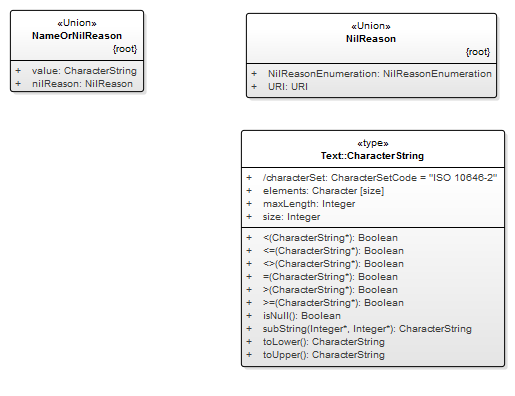 «Union»
NameOrNilReason
{root}
+ value: CharacterString
+ nilReason: NilReason
«Union»
NilReason
{root}
+ NilReasonEnumeration: NilReasonEnumeration
+ URI: URI
«type»
Text::CharacterString
+ /characterSet: CharacterSetCode = "ISO 10646-2"
+ elements: Character [size]
+ maxLength: Integer
+ size: Integer
+ <(CharacterString*): Boolean
+ <=(CharacterString*): Boolean
+ <>(CharacterString*): Boolean
+ =(CharacterString*): Boolean
+ >(CharacterString*): Boolean
+ >=(CharacterString*): Boolean
+ isNull(): Boolean
+ subString(Integer*, Integer*): CharacterString
+ toLower(): CharacterString
+ toUpper(): CharacterString